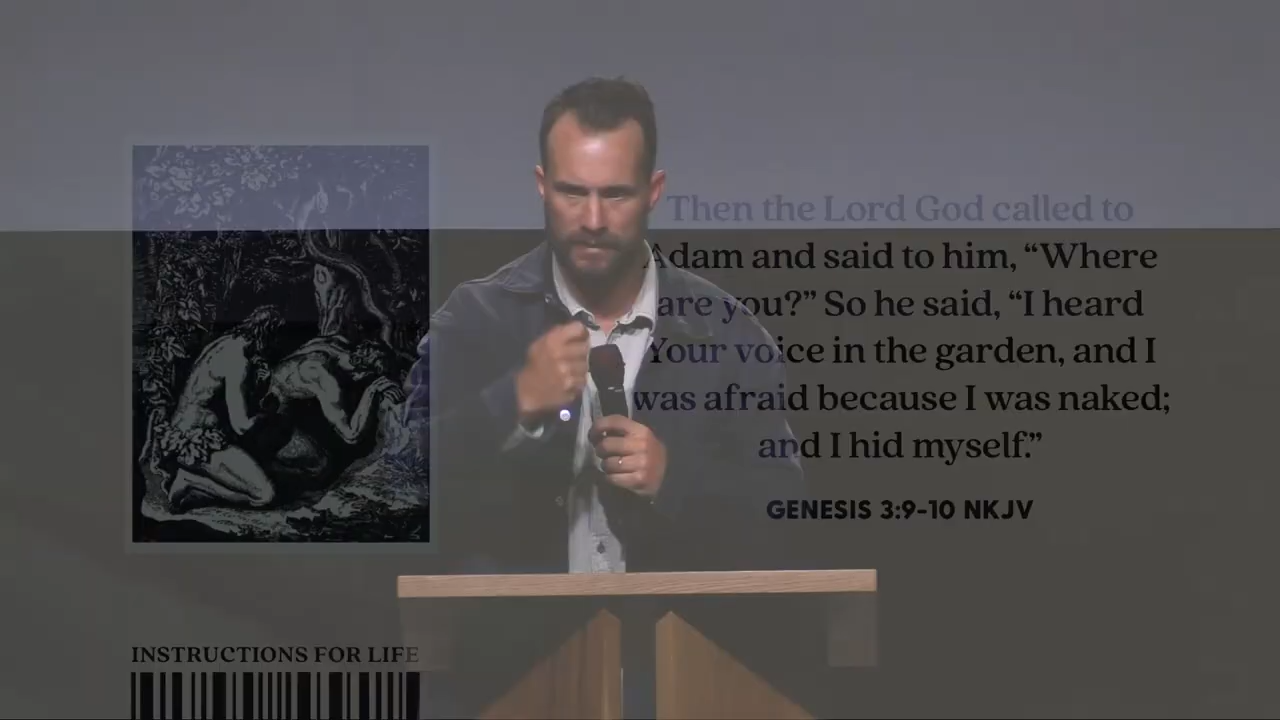 Then the Lord God called to
Adam and said to him, “Where
are you?” So he said, “I heard
Your voice in the garden, and I
was afraid because I was naked;
and I hid myself.”
GENESIS 3:9-10 NKJV
INSTRUCTIONS FOR LIFE